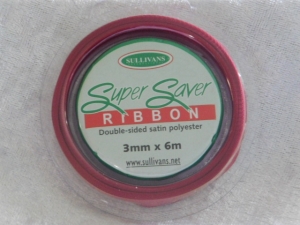 SULLIVANS
Super Saver
RIBBON
Double-sided satin polyester
3mm x 6m
www.sullivans.net